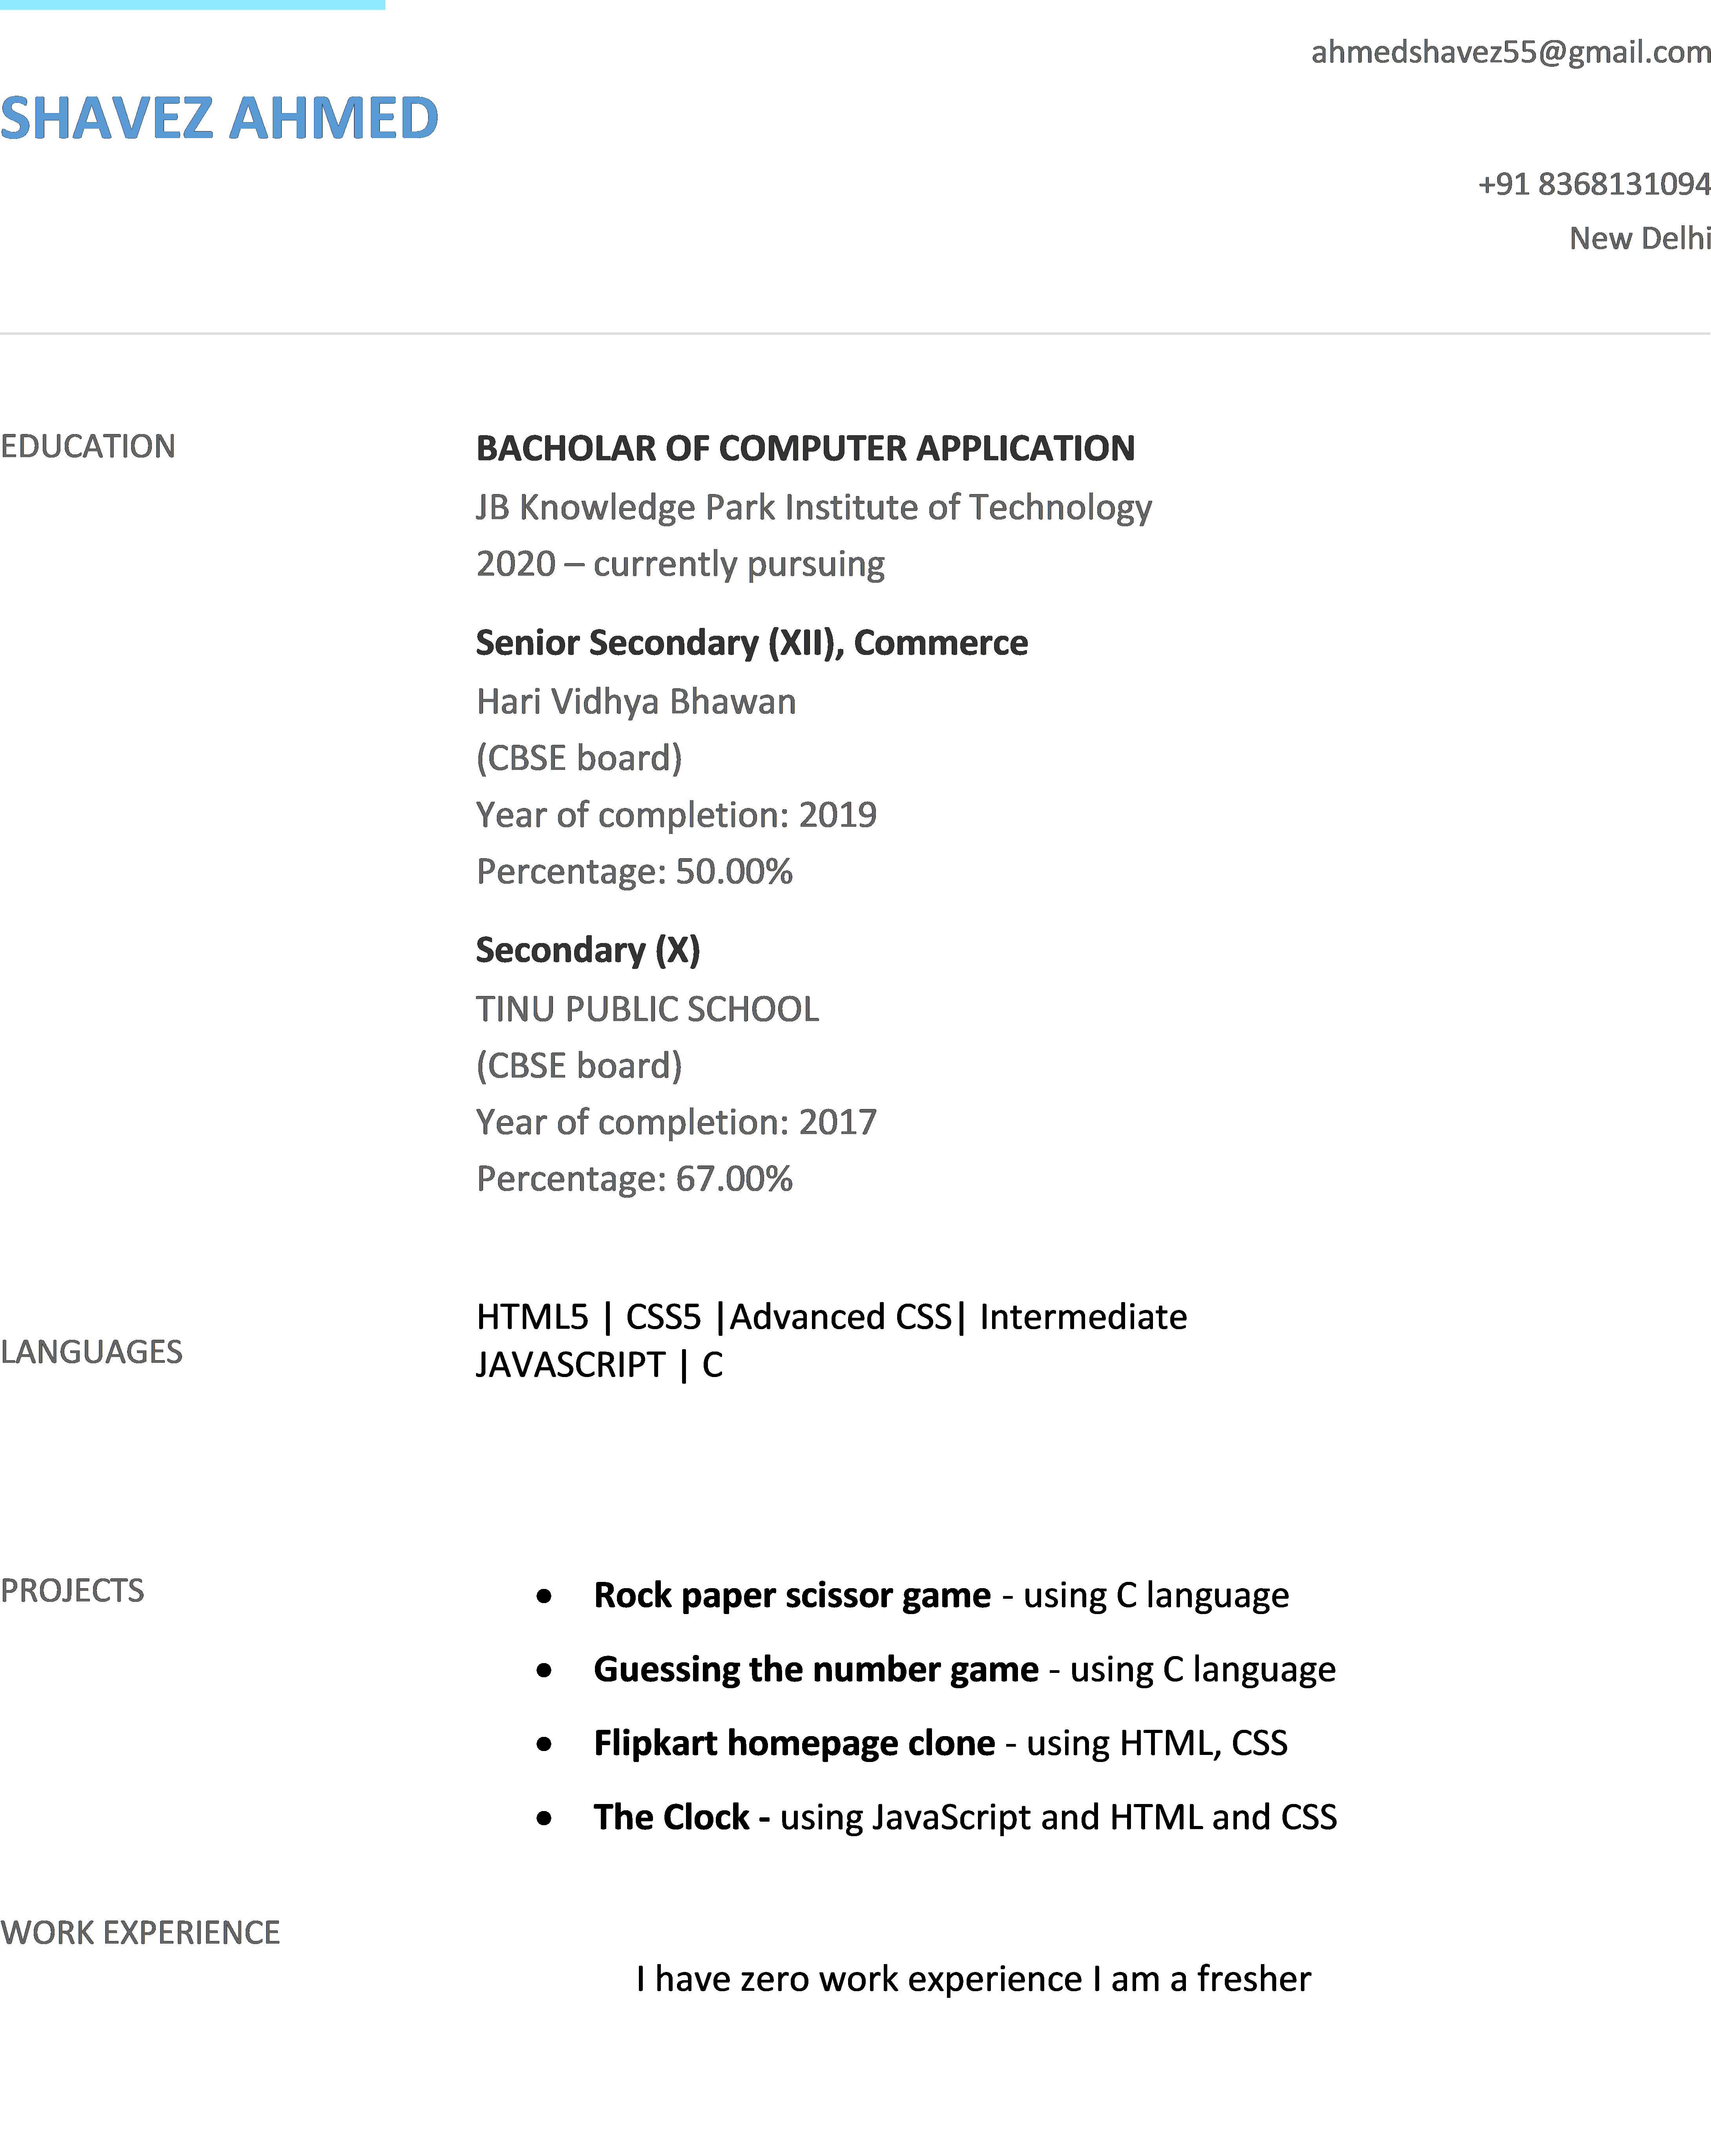 ahmedshavez55@gmail.com
SHAVEZ AHMED
+91 8368131094
New Delhi
EDUCATION
BACHOLAR OF COMPUTER APPLICATION
JB Knowledge Park Institute of Technology
2020 – currently pursuing
Senior Secondary (XII), Commerce
Hari Vidhya Bhawan
(CBSE board)
Year of completion: 2019
Percentage: 50.00%
Secondary (X)
TINU PUBLIC SCHOOL
(CBSE board)
Year of completion: 2017
Percentage: 67.00%
LANGUAGES
HTML5 | CSS5 |Advanced CSS| Intermediate
JAVASCRIPT | C
PROJECTS
• Rock paper scissor game - using C language
• Guessing the number game - using C language
• Flipkart homepage clone - using HTML, CSS
• The Clock - using JavaScript and HTML and CSS
WORK EXPERIENCE
I have zero work experience I am a fresher